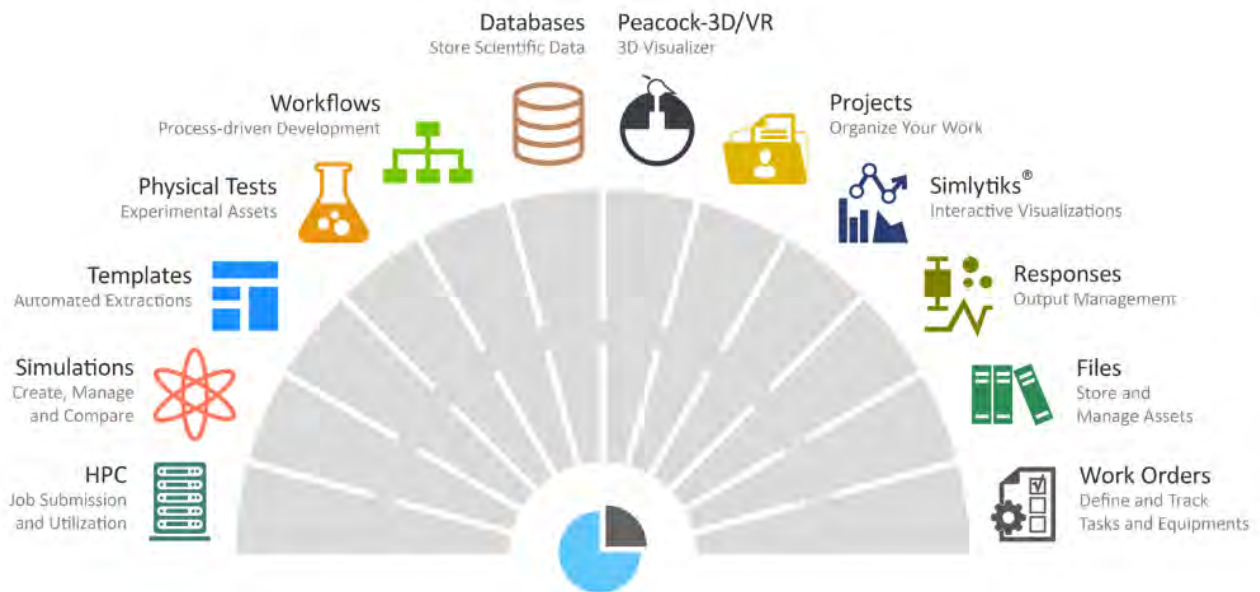 Databases
Store Scientific Data
Peacock-3D/VR
3D Visualizer
Workflows
Process-driven Development
Projects
Organize Your Work
Physical Tests
Experimental Assets
Simlytiks®
Interactive Visualizations
Templates
Automated Extractions
Responses
Output Management
Simulations
Create, Manage
and Compare
Files
Store and
Manage Assets
HPC
Job Submission
and Utilization
Work Orders
Define and Track
Tasks and Equipments